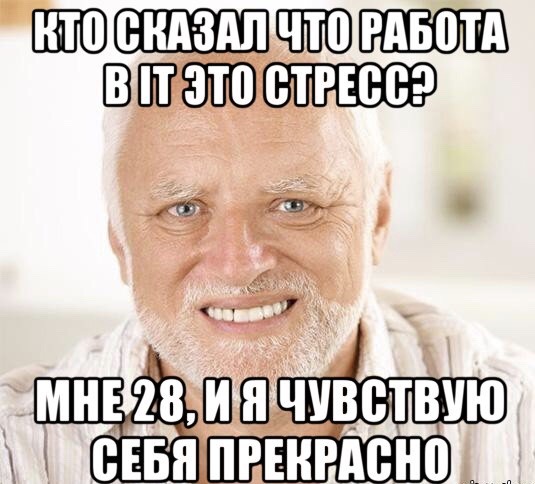 КТО СКАЗАЛ ЧТО РАБОТА
В IT ЭТО СТРЕСС?
МНЕ 28, И Я ЧУВСТВУЮ
СЕБЯ ПРЕКРАСНО